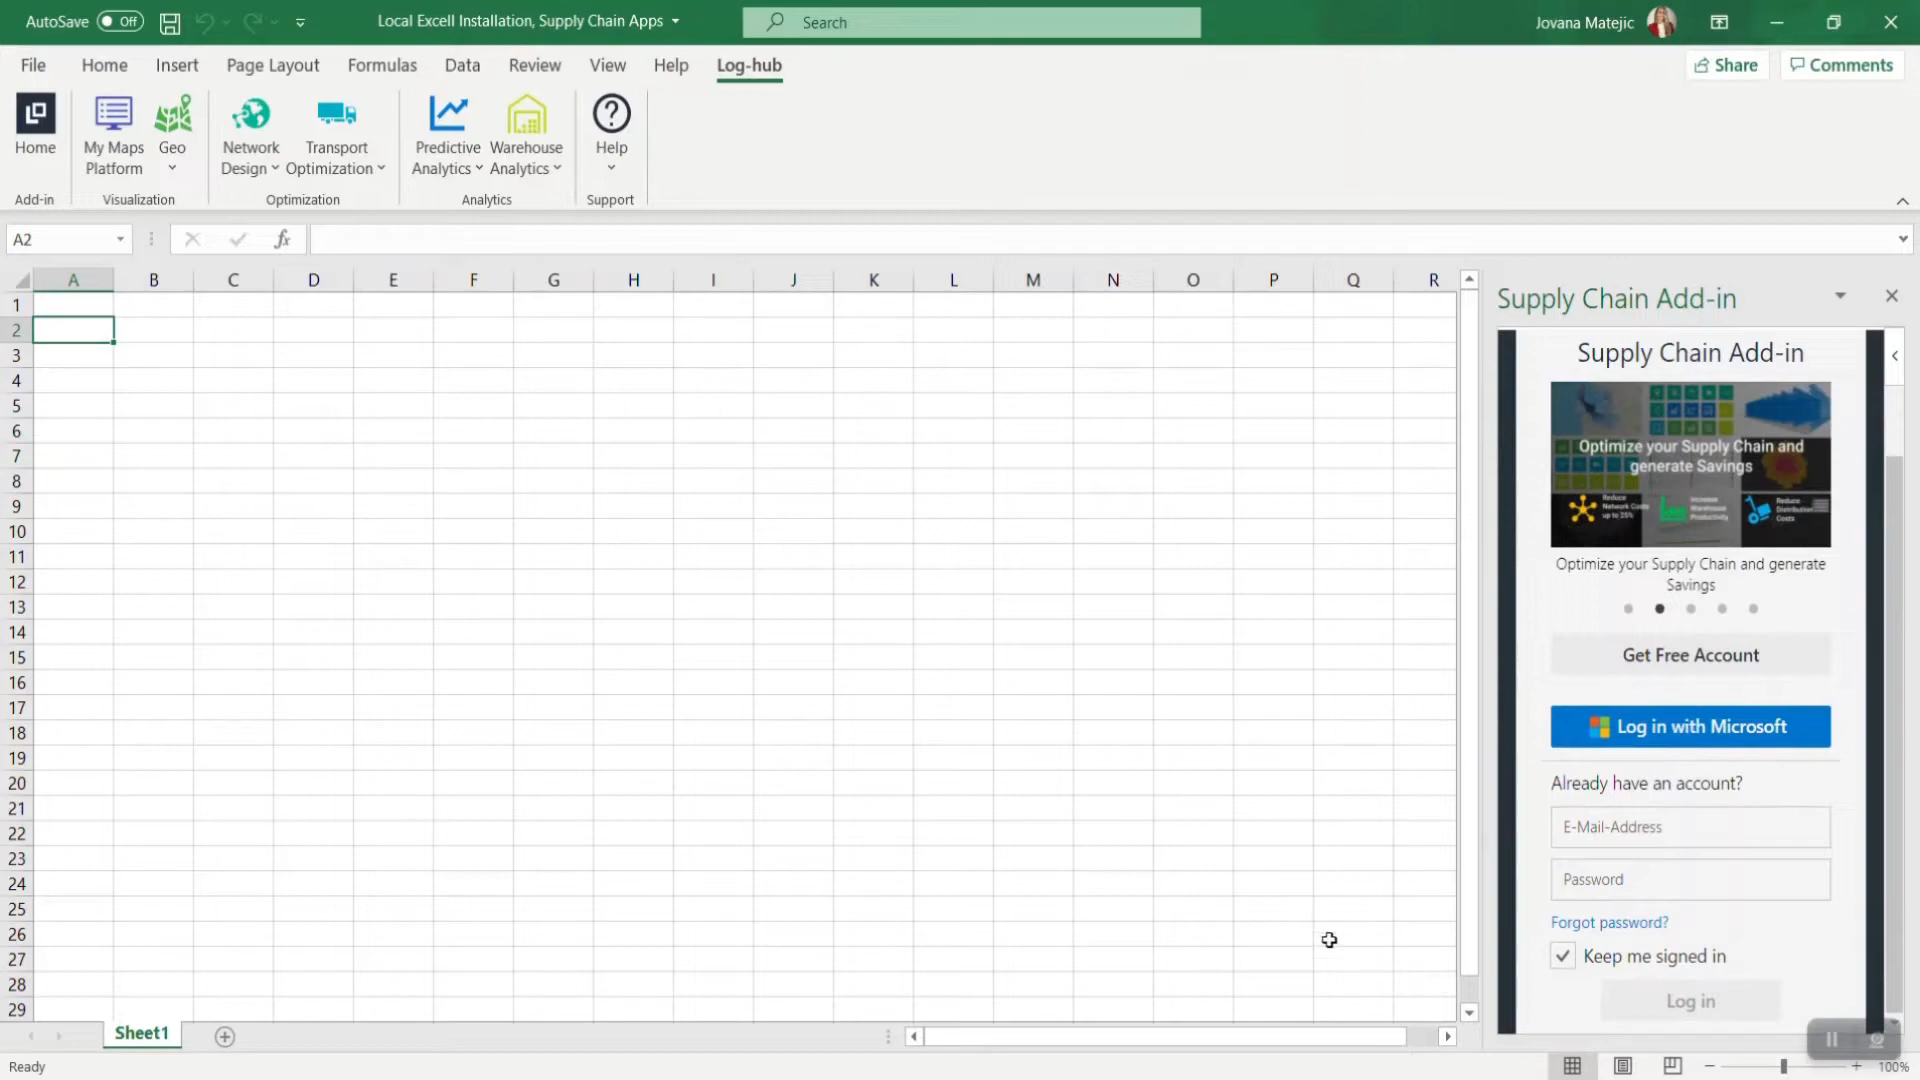 AutoSave Off
Local Excell Installation, Supply Chain Apps
Search
Jovana Matejic
File Home Insert Page Layout Formulas Data Review View Help Log-hub
Share
Comments
Home
My Maps Platform
Geo
Network Design
Transport Optimization
Predictive Analytics
Warehouse Analytics
Help
Add-in
Visualization
Optimization
Analytics
Support
A2
fx
A B C D E F G H I J K L M N O P Q R
1
2
3
4
5
6
7
8
9
10
11
12
13
14
15
16
17
18
19
20
21
22
23
24
25
26
27
28
29
Supply Chain Add-in
Supply Chain Add-in
Optimize your Supply Chain and
generate Savings
Reduce Network Costs up to 25%
Increase Warehouse Productivity
Reduce Distribution Costs
Optimize your Supply Chain and generate
Savings
Get Free Account
Log in with Microsoft
Already have an account?
E-Mail-Address
Password
Forgot password?
Keep me signed in
Log in
Sheet1
Ready
100%